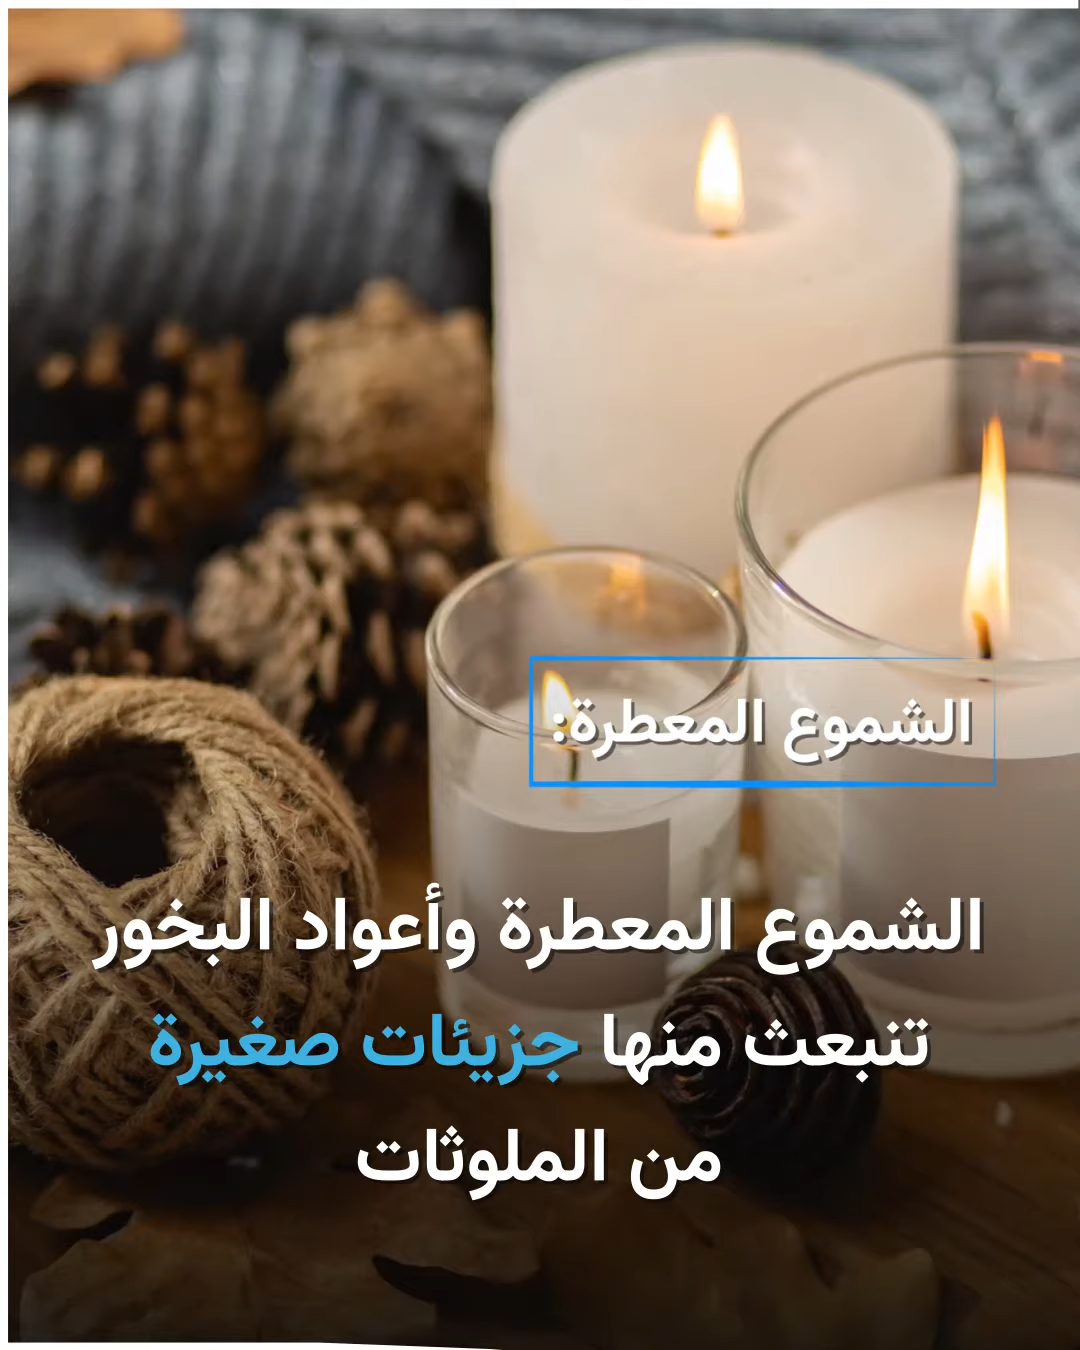 الشموع المعطرة:
الشموع المعطرة وأعواد البخور
تنبعث منها جزيئات صغيرة
من الملوثات